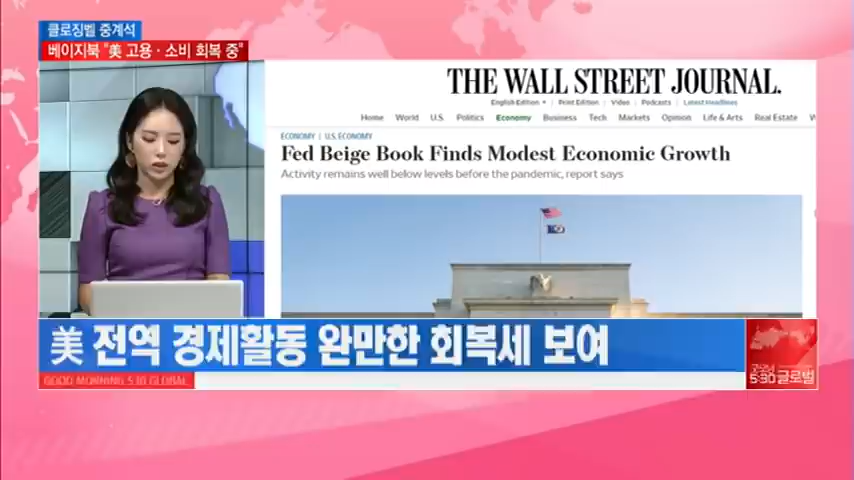 클로징벨 중계석
베이지북 "美 고용·소비 회복 중"
THE WALL STREET JOURNAL.
English Edition | Print Edition | Video | Podcasts | Latest Headlines
Home World U.S. Politics Economy Business Tech Markets Opinion Life & Arts Real Estate W
ECONOMY | U.S. ECONOMY
Fed Beige Book Finds Modest Economic Growth
Activity remains well below levels before the pandemic, report says
美 전역 경제활동 완만한 회복세 보여
GOOD MORNING 5:30 GLOBAL
5:30 글로벌